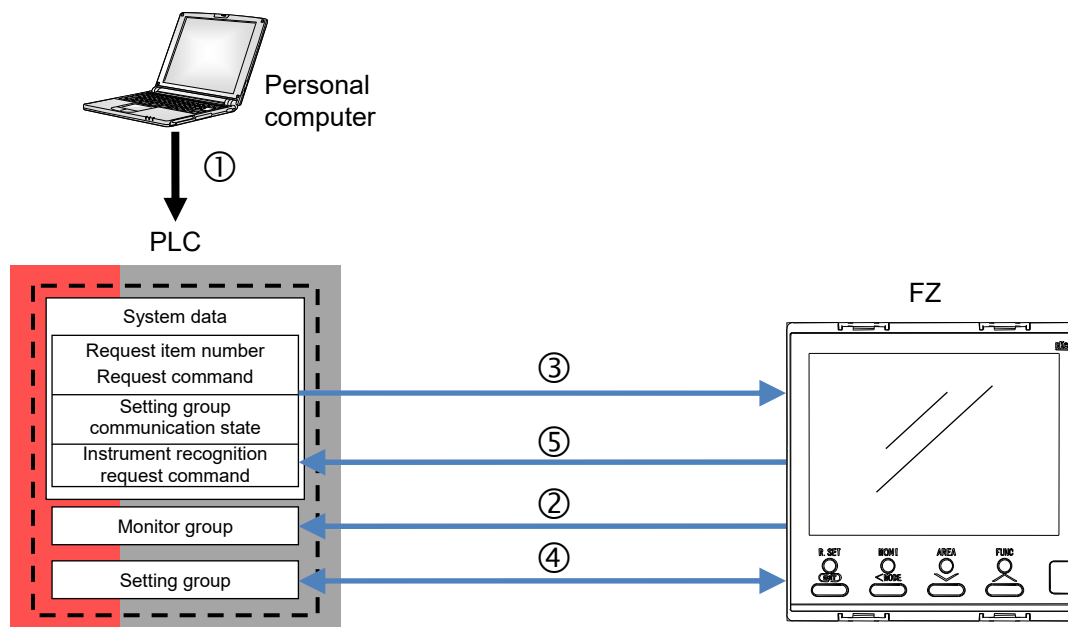 Personal
computer
①
PLC
FZ
System data
Request item number
Request command
Setting group
communication state
Instrument recognition
request command
Monitor group
Setting group
③
⑤
②
④
R. SET
MONI
AREA
FUNC
<MODE